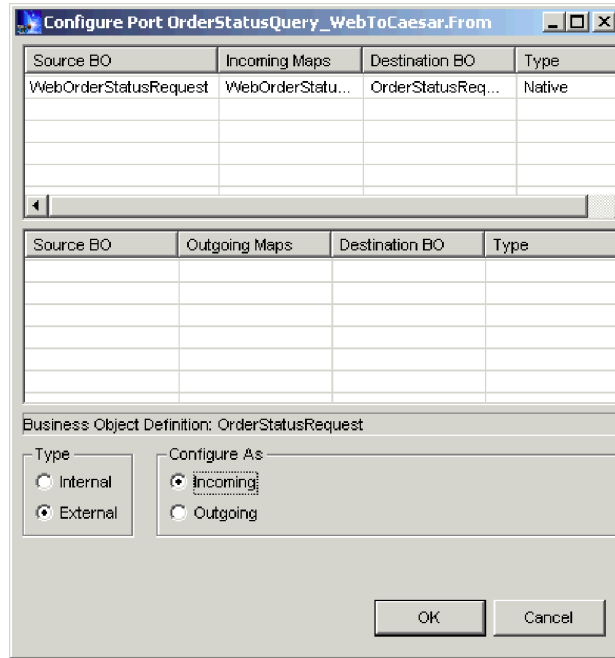 Configure Port OrderStatusQuery_WebToCaesar.From
Source BO Incoming Maps Destination BO Type
WebOrderStatusRequest WebOrderStatu... OrderStatusReq... Native
Source BO Outgoing Maps Destination BO Type
Business Object Definition: OrderStatusRequest
Type Configure As
Internal Incoming
External Outgoing
OK Cancel